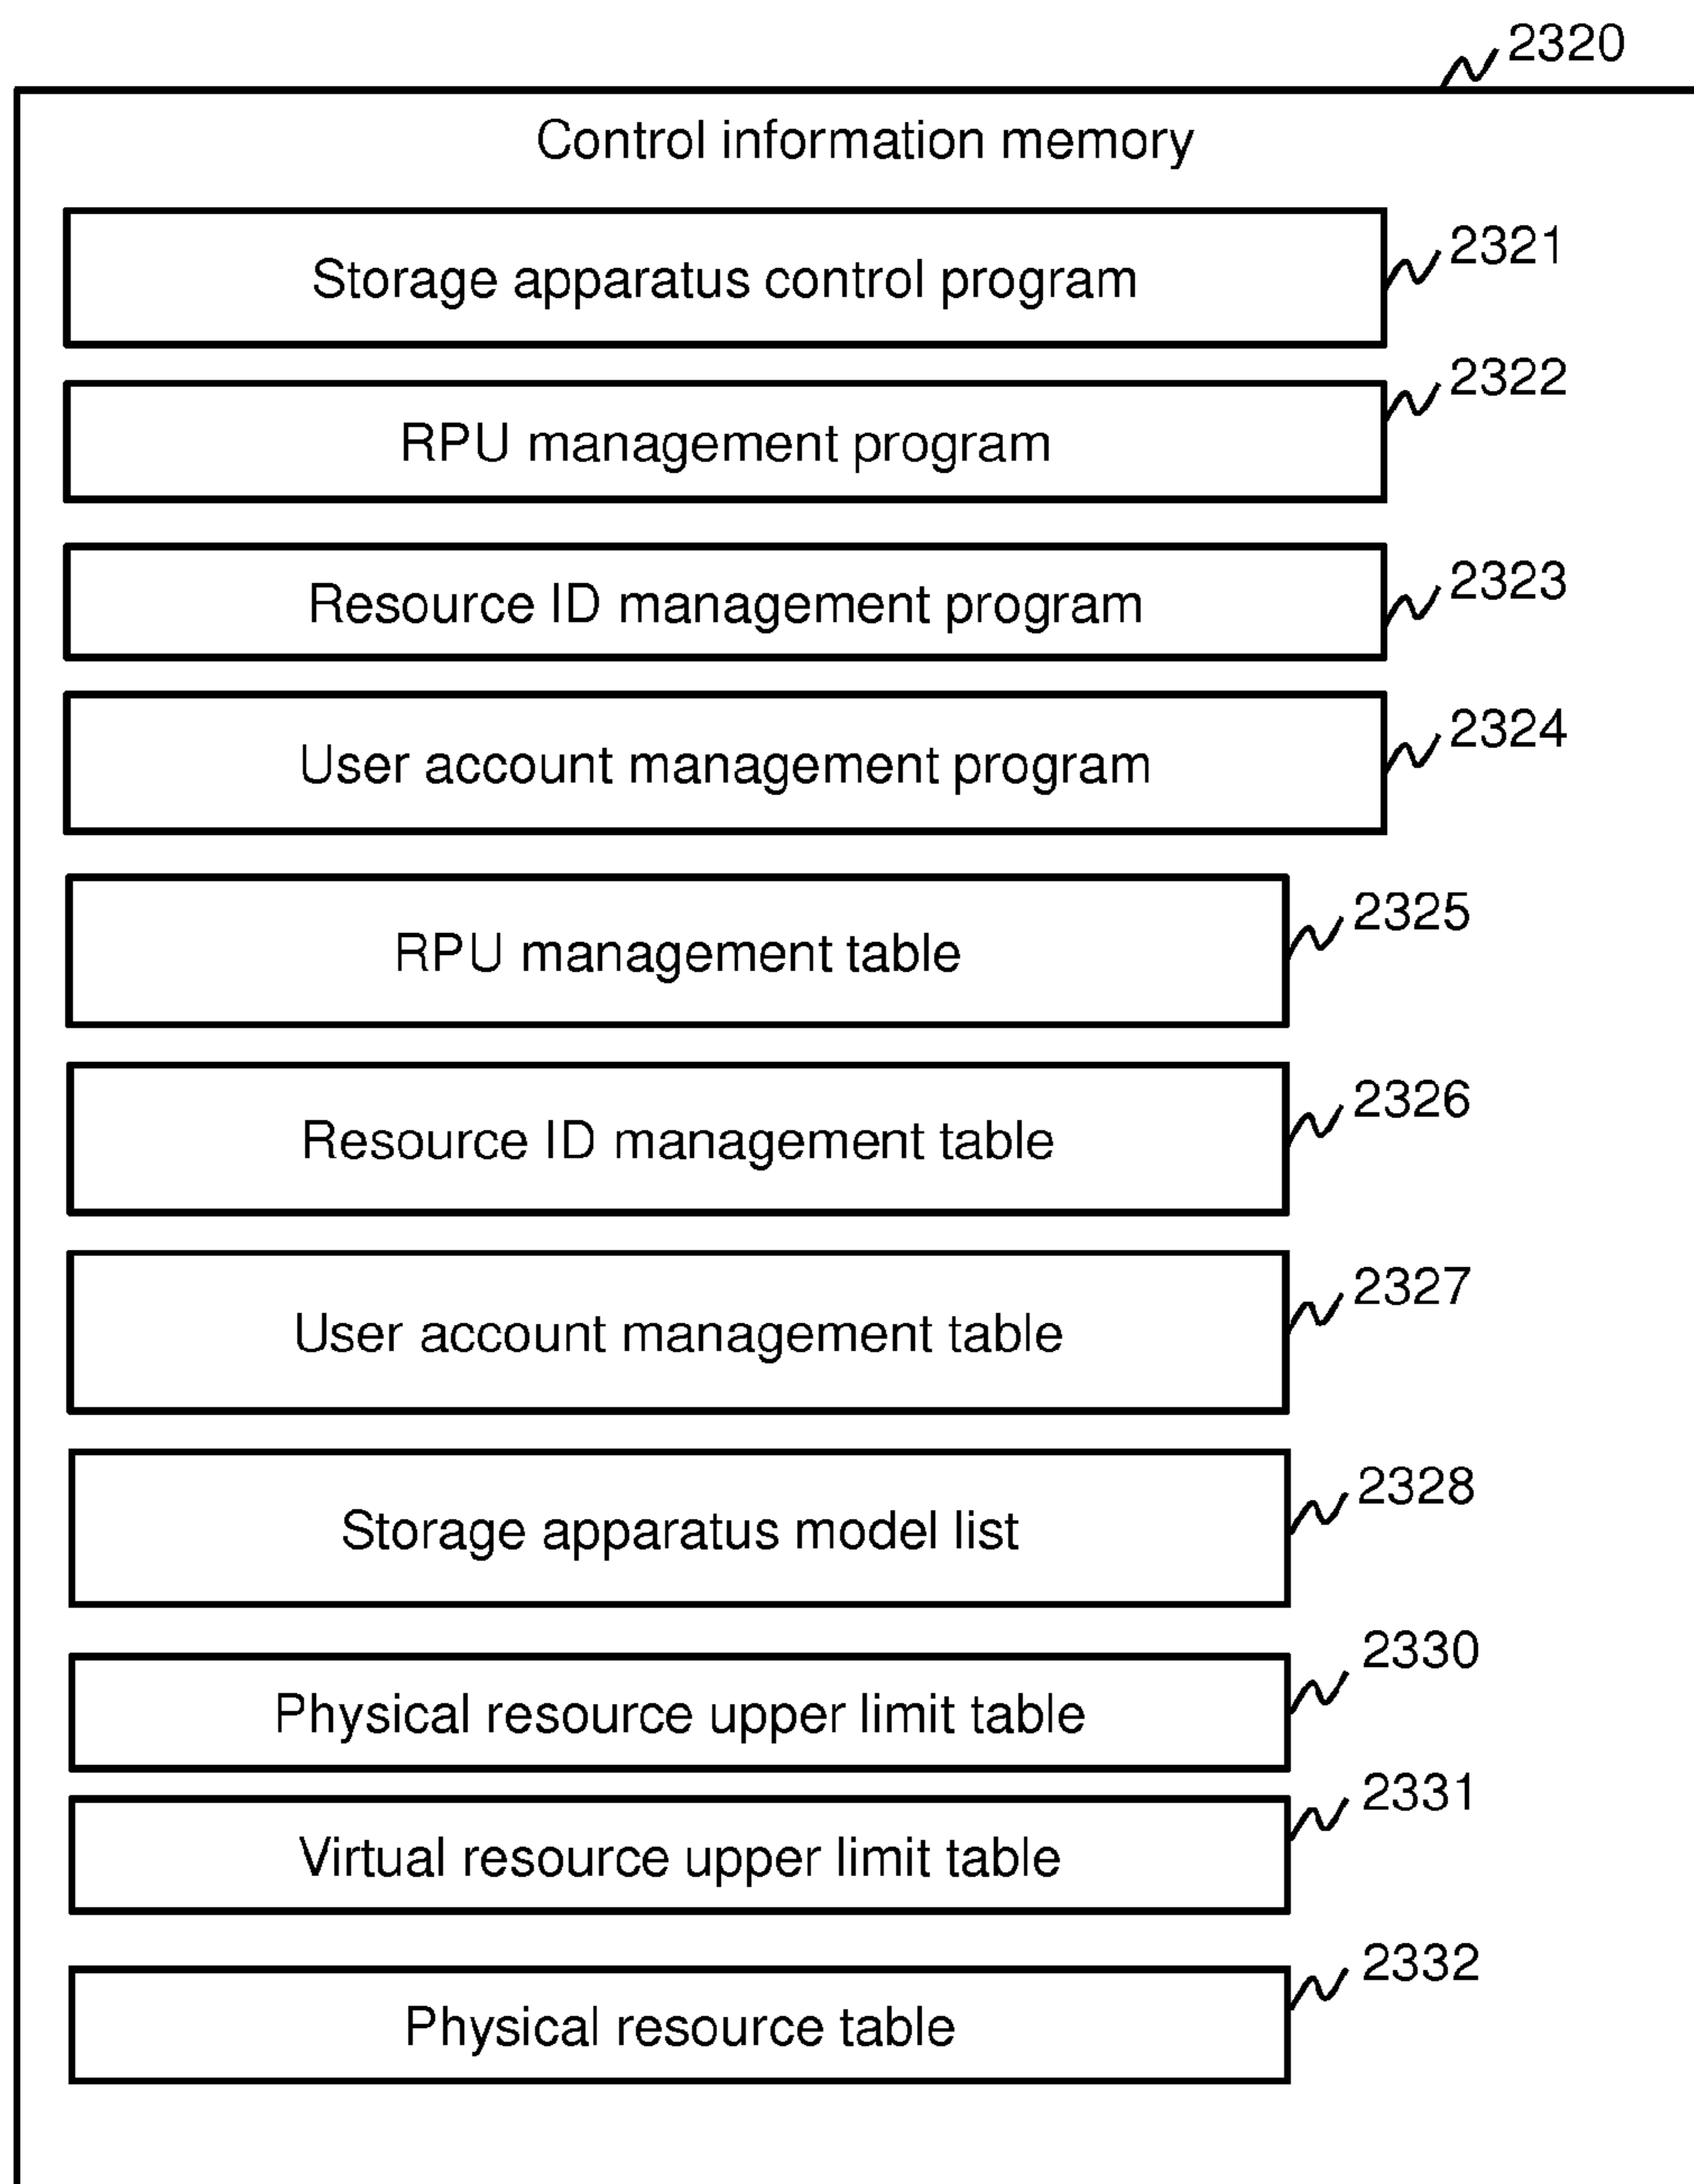 2320
Control information memory
Storage apparatus control program
2321
RPU management program
2322
Resource ID management program
2323
User account management program
2324
RPU management table
2325
Resource ID management table
2326
User account management table
2327
Storage apparatus model list
2328
Physical resource upper limit table
2330
Virtual resource upper limit table
2331
Physical resource table
2332